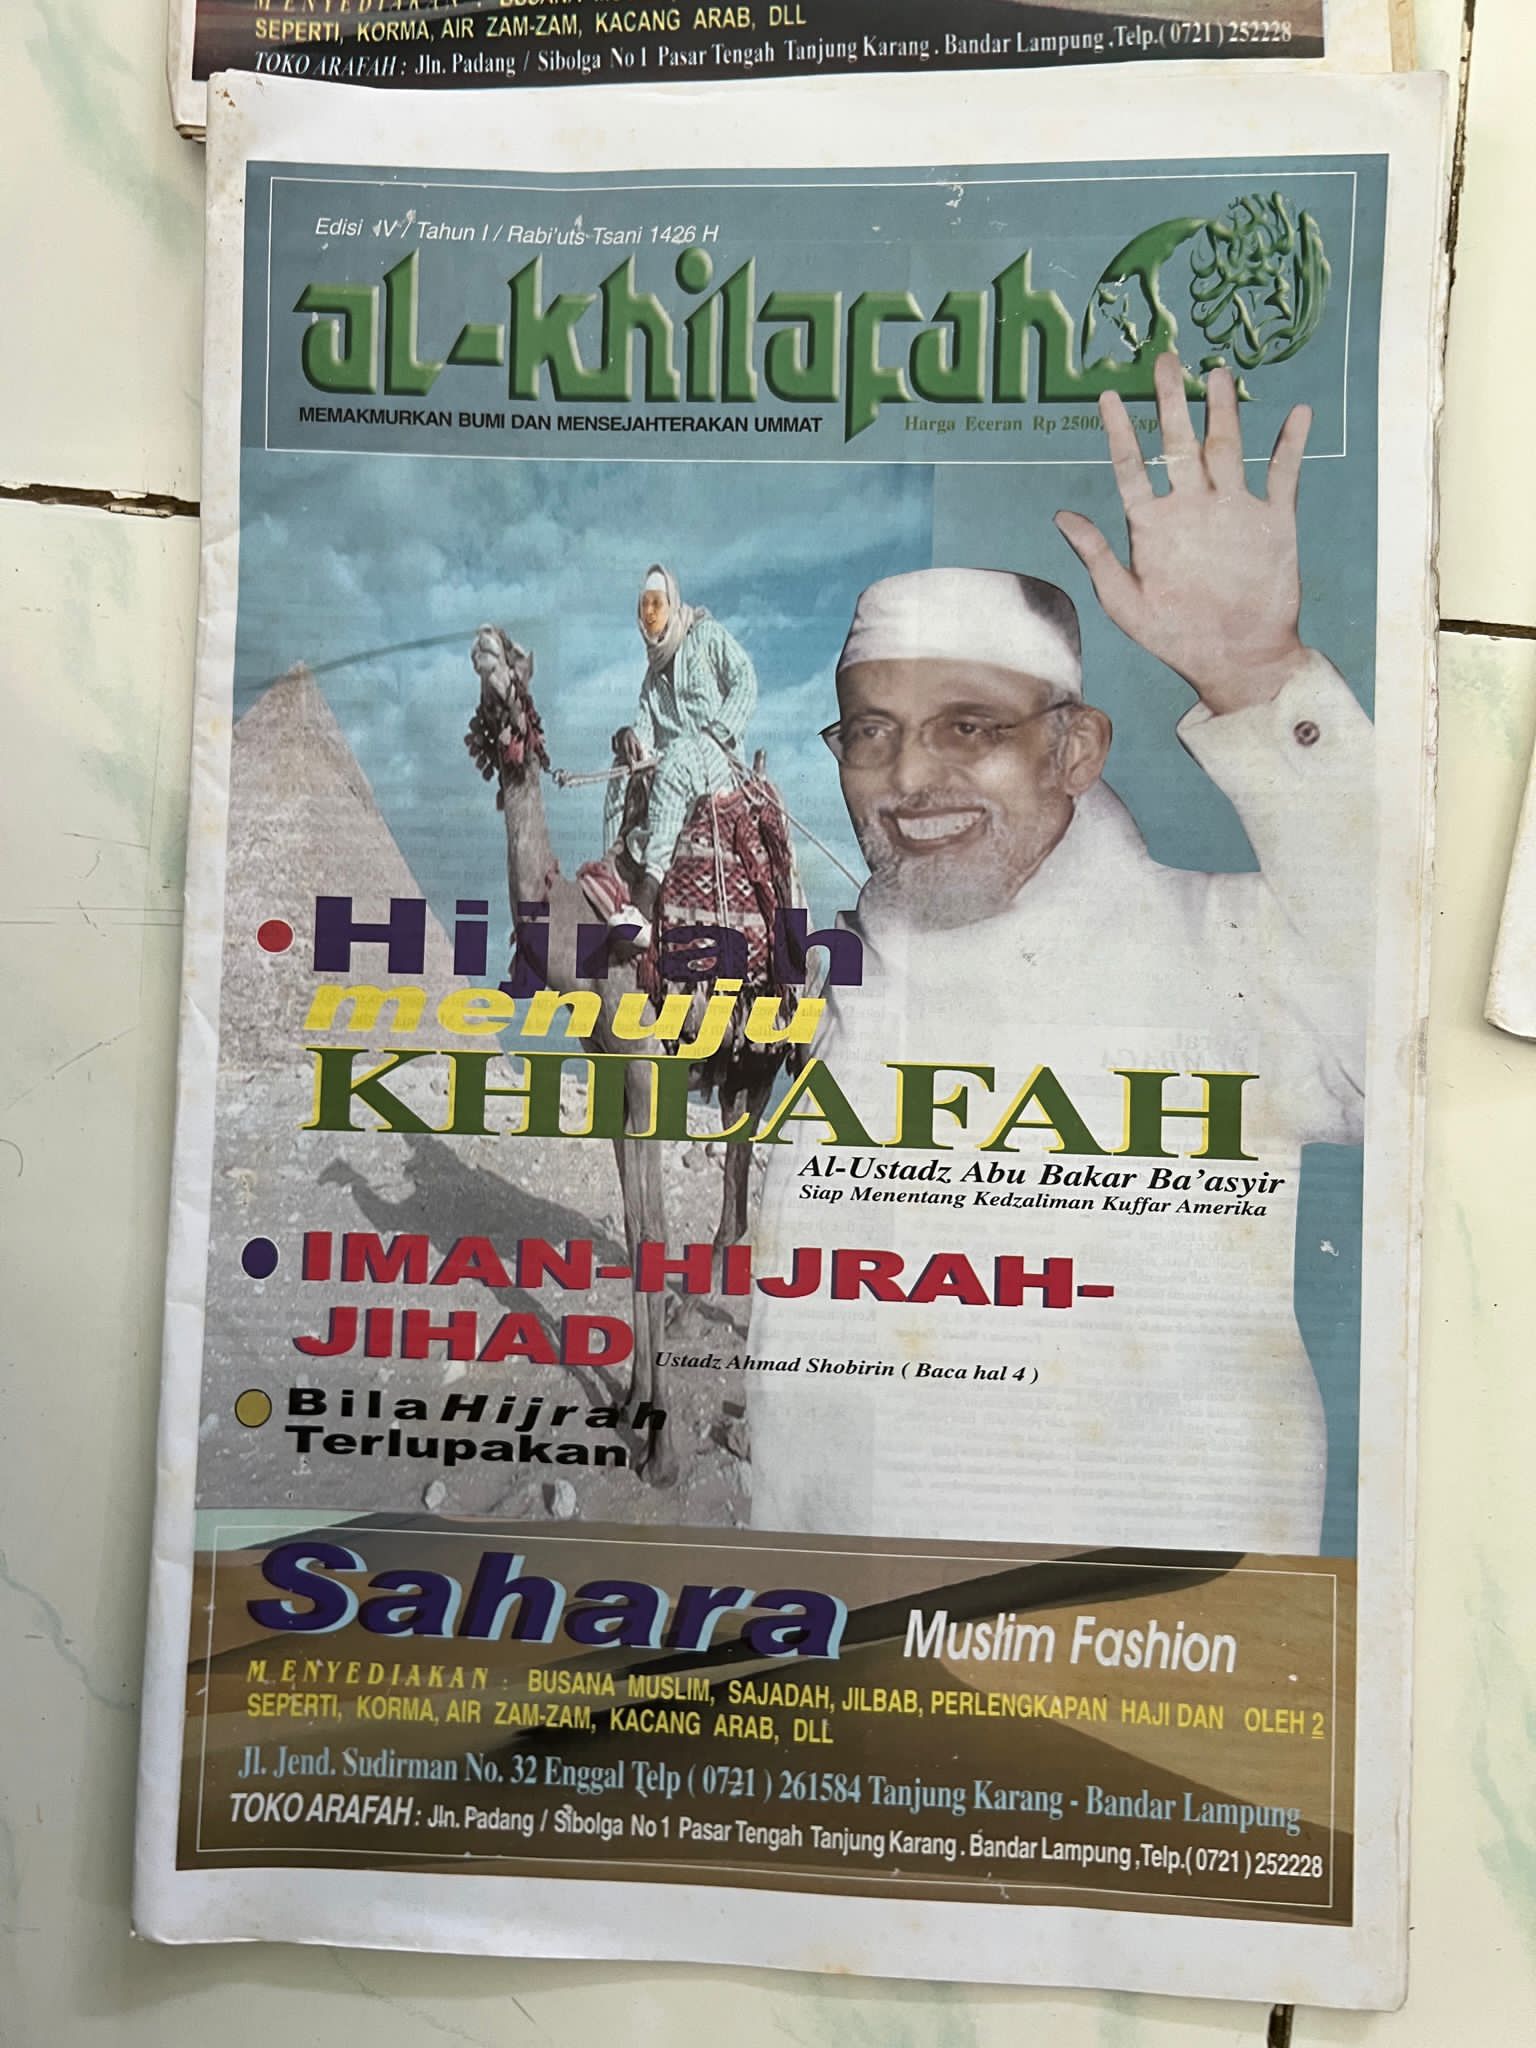 SEPERTI, KORMA, AIR ZAM-ZAM, KACANG ARAB, DLL
TOKO ARAFAH : Jln. Padang / Sibolga No 1 Pasar Tengah Tanjung Karang . Bandar Lampung ,Telp.( 0721 ) 252228
Edisi IV / Tahun I / Rabi'uts Tsani 1426 H
al-khilafah
MEMAKMURKAN BUMI DAN MENSEJAHTERAKAN UMMAT
Harga Eceran Rp 2500,
• Hijrah
menuju
KHILAFAH
Al-Ustadz Abu Bakar Ba'asyir
Siap Menentang Kedzaliman Kuffar Amerika
• IMAN-HIJRAH-
JIHAD
Ustadz Ahmad Shobirin ( Baca hal 4 )
• Bila Hijrah
Terlupakan
Sahara Muslim Fashion
MENYEDIAKAN : BUSANA MUSLIM, SAJADAH, JILBAB, PERLENGKAPAN HAJI DAN OLEH 2
SEPERTI, KORMA, AIR ZAM-ZAM, KACANG ARAB, DLL
Jl. Jend. Sudirman No. 32 Enggal Telp ( 0721 ) 261584 Tanjung Karang - Bandar Lampung
TOKO ARAFAH : Jln. Padang / Sibolga No 1 Pasar Tengah Tanjung Karang . Bandar Lampung ,Telp.( 0721 ) 252228